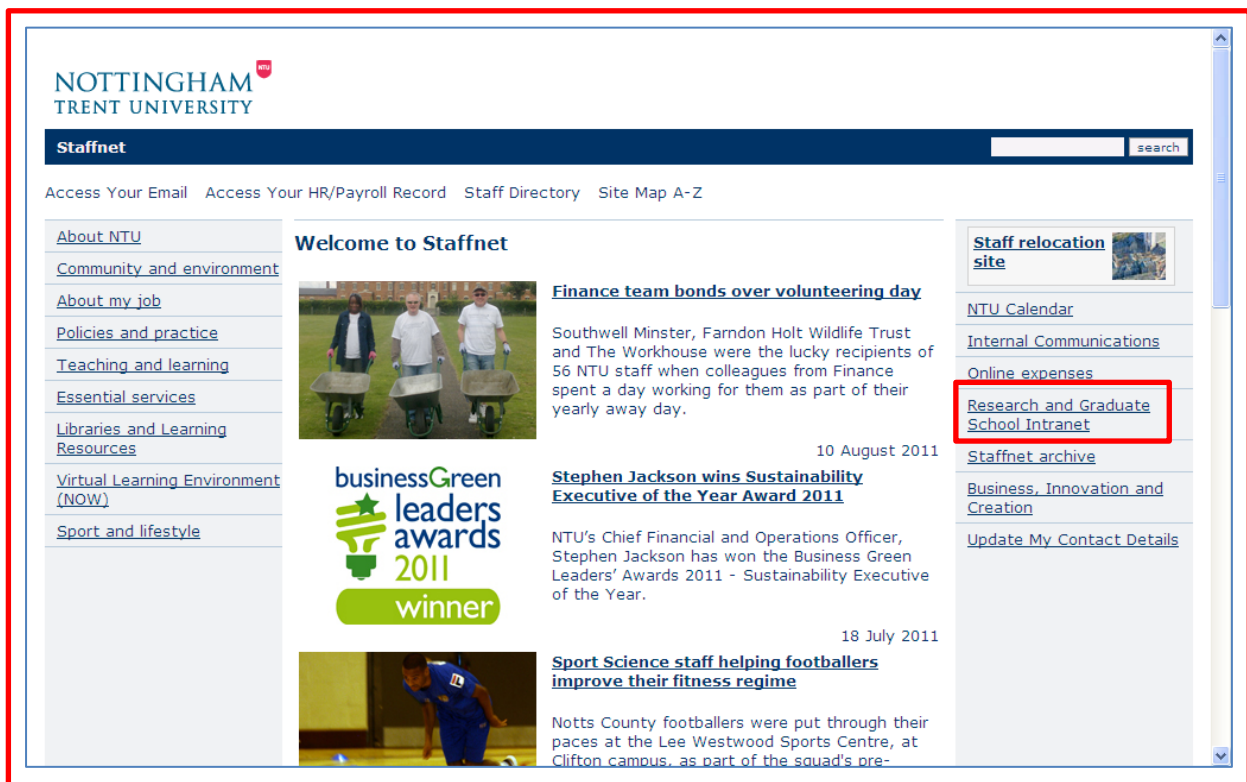 NTU
NOTTINGHAM
TRENT UNIVERSITY
Staffnet
search
Access Your Email Access Your HR/Payroll Record Staff Directory Site Map A-Z
About NTU
Community and environment
About my job
Policies and practice
Teaching and learning
Essential services
Libraries and Learning
Resources
Virtual Learning Environment
(NOW)
Sport and lifestyle
Welcome to Staffnet
Finance team bonds over volunteering day
Southwell Minster, Farndon Holt Wildlife Trust
and The Workhouse were the lucky recipients of
56 NTU staff when colleagues from Finance
spent a day working for them as part of their
yearly away day.
10 August 2011
businessGreen
leaders
awards
2011
winner
Stephen Jackson wins Sustainability
Executive of the Year Award 2011
NTU's Chief Financial and Operations Officer,
Stephen Jackson has won the Business Green
Leaders' Awards 2011 - Sustainability Executive
of the Year.
18 July 2011
Sport Science staff helping footballers
improve their fitness regime
Notts County footballers were put through their
paces at the Lee Westwood Sports Centre, at
Clifton campus, as part of the squad's pre-
Staff relocation
site
NTU Calendar
Internal Communications
Online expenses
Research and Graduate
School Intranet
Staffnet archive
Business, Innovation and
Creation
Update My Contact Details